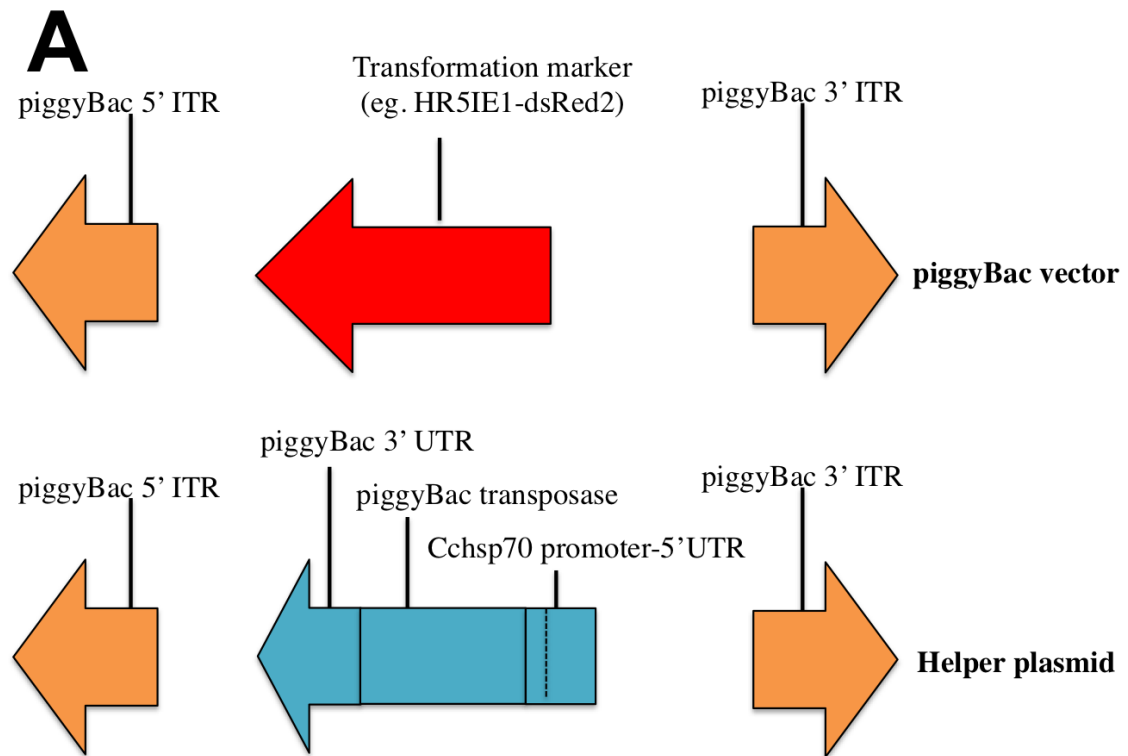 A
piggyBac 5’ ITR
Transformation marker
(eg. HR5IE1-dsRed2)
piggyBac 3’ ITR
piggyBac vector
piggyBac 3’ UTR
piggyBac 5’ ITR
piggyBac transposase
piggyBac 3’ ITR
Cchsp70 promoter-5’UTR
Helper plasmid